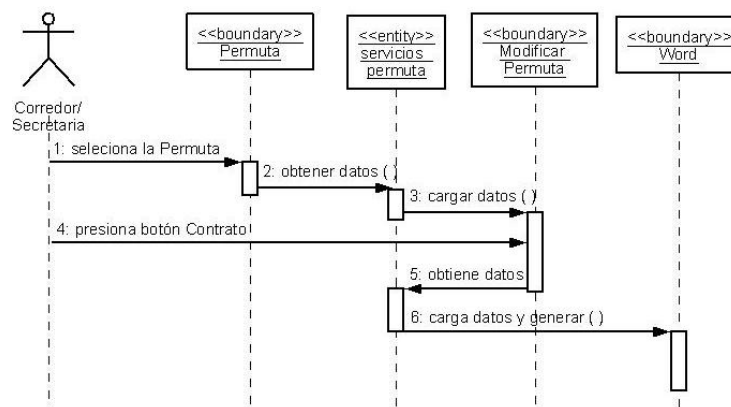 <<boundary>>
Permuta
<<entity>>
servicios
permuta
<<boundary>>
Modificar
Permuta
<<boundary>>
Word
Corredor/
Secretaria
1: seleciona la Permuta
2: obtener datos ( )
3: cargar datos ( )
4: presiona botón Contrato
5: obtiene datos
6: carga datos y generar ( )